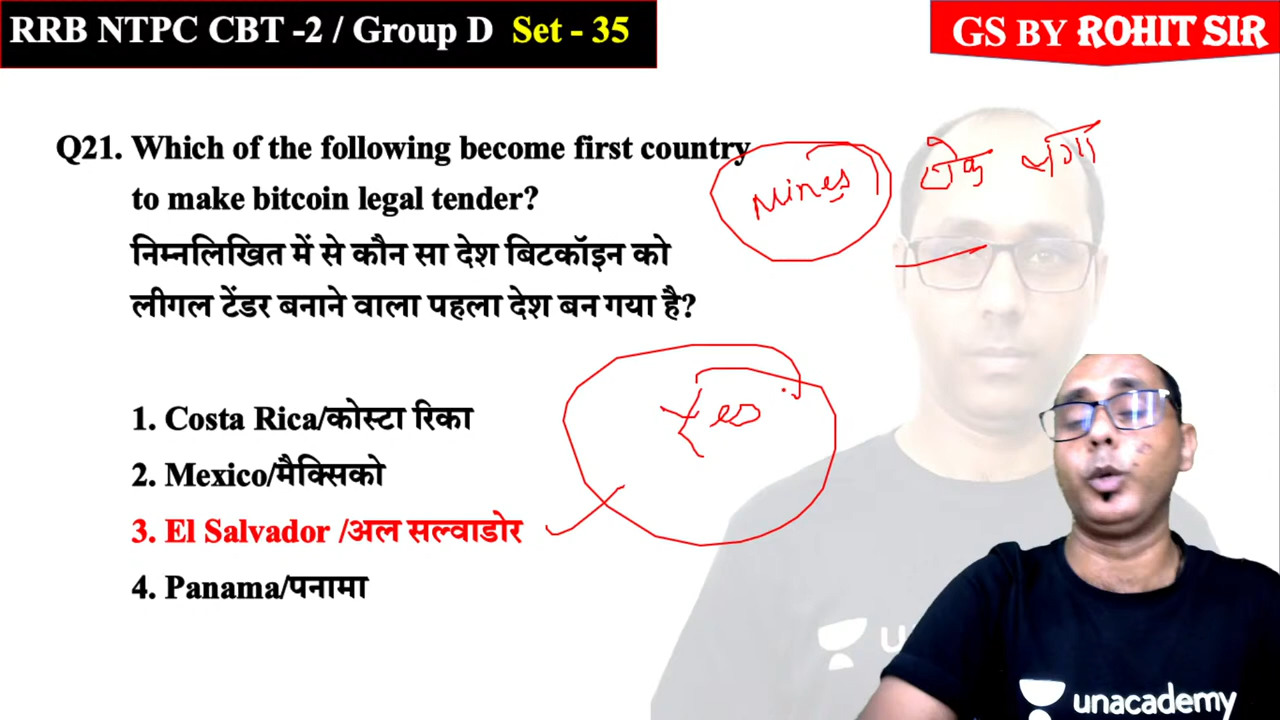 RRB NTPC CBT -2 / Group D Set - 35
GS BY ROHIT SIR
Q21. Which of the following become first country
to make bitcoin legal tender?
निम्नलिखित में से कौन सा देश बिटकॉइन को
लीगल टेंडर बनाने वाला पहला देश बन गया है?
Mines
Yes
1. Costa Rica/कोस्टा रिका
2. Mexico/मैक्सिको
3. El Salvador /अल सल्वाडोर
4. Panama/पनामा
unacademy